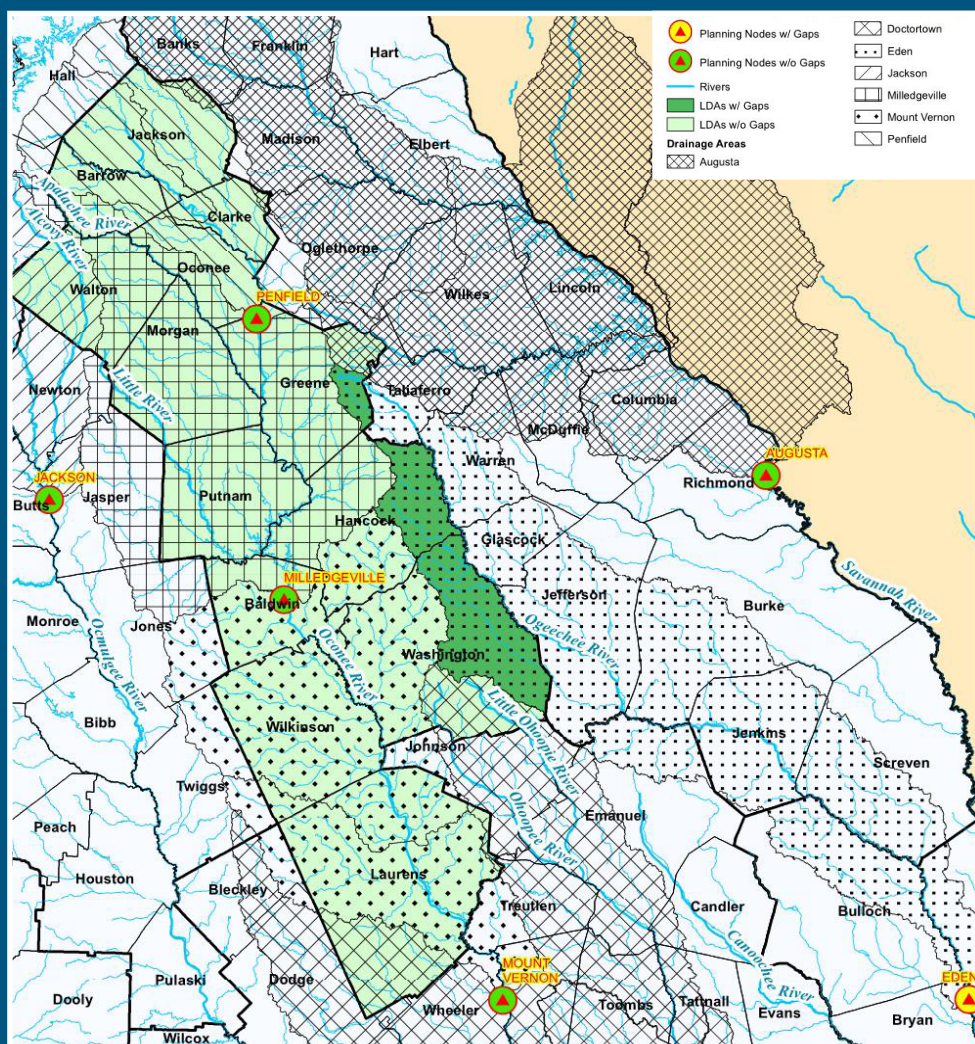 Planning Nodes w/ Gaps
Planning Nodes w/o Gaps
Rivers
LDAs w/ Gaps
LDAs w/o Gaps
Drainage Areas
Augusta
Doctortown
Eden
Jackson
Milledgeville
Mount Vernon
Penfield
Banks
Franklin
Hart
Hall
Jackson
Madison
Elbert
Barrow
Apalachee River
Alcovy River
Clarke
Oglethorpe
Oconee
Walton
Wilkes
Lincoln
PENFIELD
Morgan
Greene
Newton
Little River
Taliaferro
Columbia
McDuffie
Warren
AUGUSTA
Richmond
JACKSON
Butts
Jasper
Putnam
Hancock
Glascock
MILLEDGEVILLE
Baldwin
Jefferson
Burke
Savannah River
Monroe
Jones
Ocmulgee River
Oconee River
Washington
Ogeechee River
Bibb
Wilkinson
Little Ohoopie River
Jenkins
Johnson
Screven
Twiggs
Ohoopee River
Emanuel
Peach
Houston
Laurens
Bleckley
Treutlen
Candler
Bulloch
Canoochee River
Pulaski
Dodge
MOUNT
VERNON
EDEN
Dooly
Wheeler
Toombs
Tattnall
Evans
Bryan
Wilcox